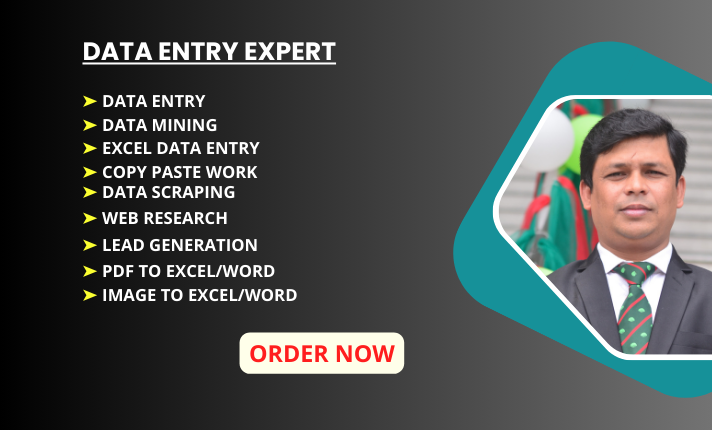 DATA ENTRY EXPERT
➤ DATA ENTRY
➤ DATA MINING
➤ EXCEL DATA ENTRY
➤ COPY PASTE WORK
➤ DATA SCRAPING
➤ WEB RESEARCH
➤ LEAD GENERATION
➤ PDF TO EXCEL/WORD
➤ IMAGE TO EXCEL/WORD
ORDER NOW